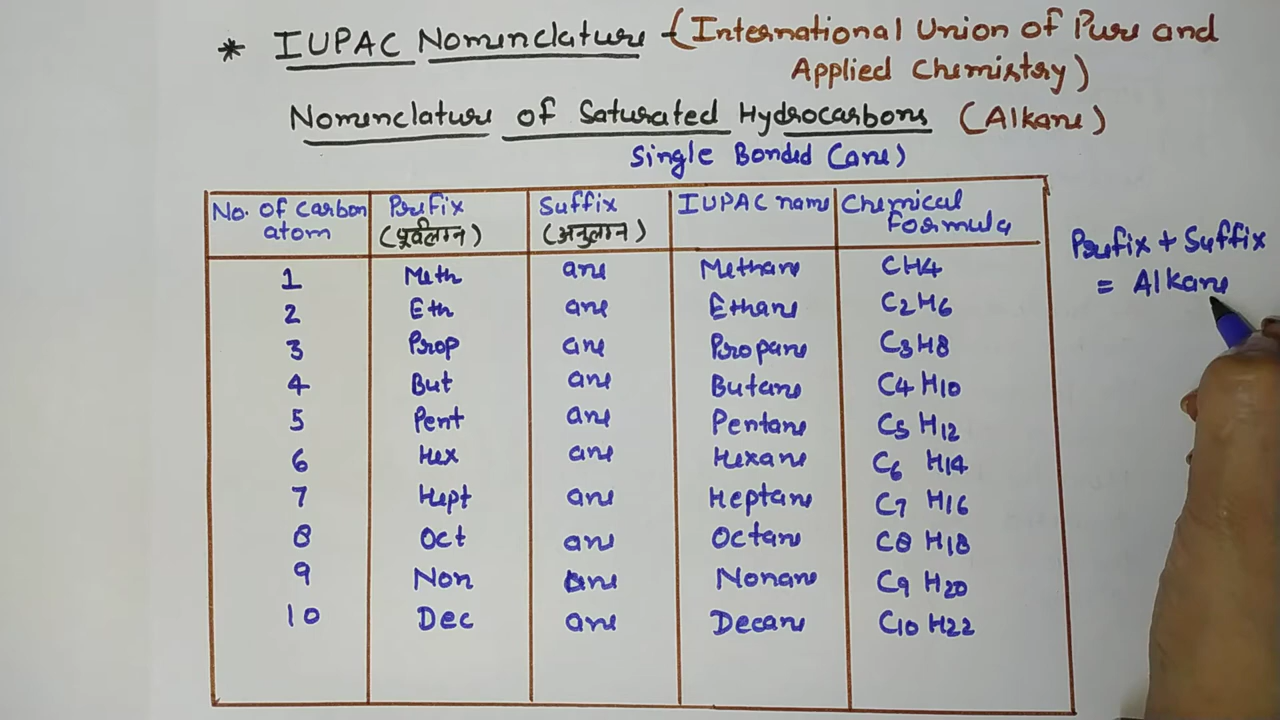 * IUPAC Nomenclature - (International Union of Pure and
Applied Chemistry)
Nomenclature of Saturated Hydrocarbons (Alkane)
Single Bonded (ane)
No. of carbon atom Prefix (पूर्वलग्न) Suffix (अनुलग्न) IUPAC name Chemical Formula
1 Meth ane Methane CH4
2 Eth ane Ethane C2H6
3 Prop ane Propane C3H8
4 But ane Butane C4H10
5 Pent ane Pentane C5H12
6 Hex ane Hexane C6 H14
7 Hept ane Heptane C7 H16
8 Oct ane Octane C8 H18
9 Non ane Nonane C9 H20
10 Dec ane Decane C10 H22
Prefix + Suffix
= Alkane